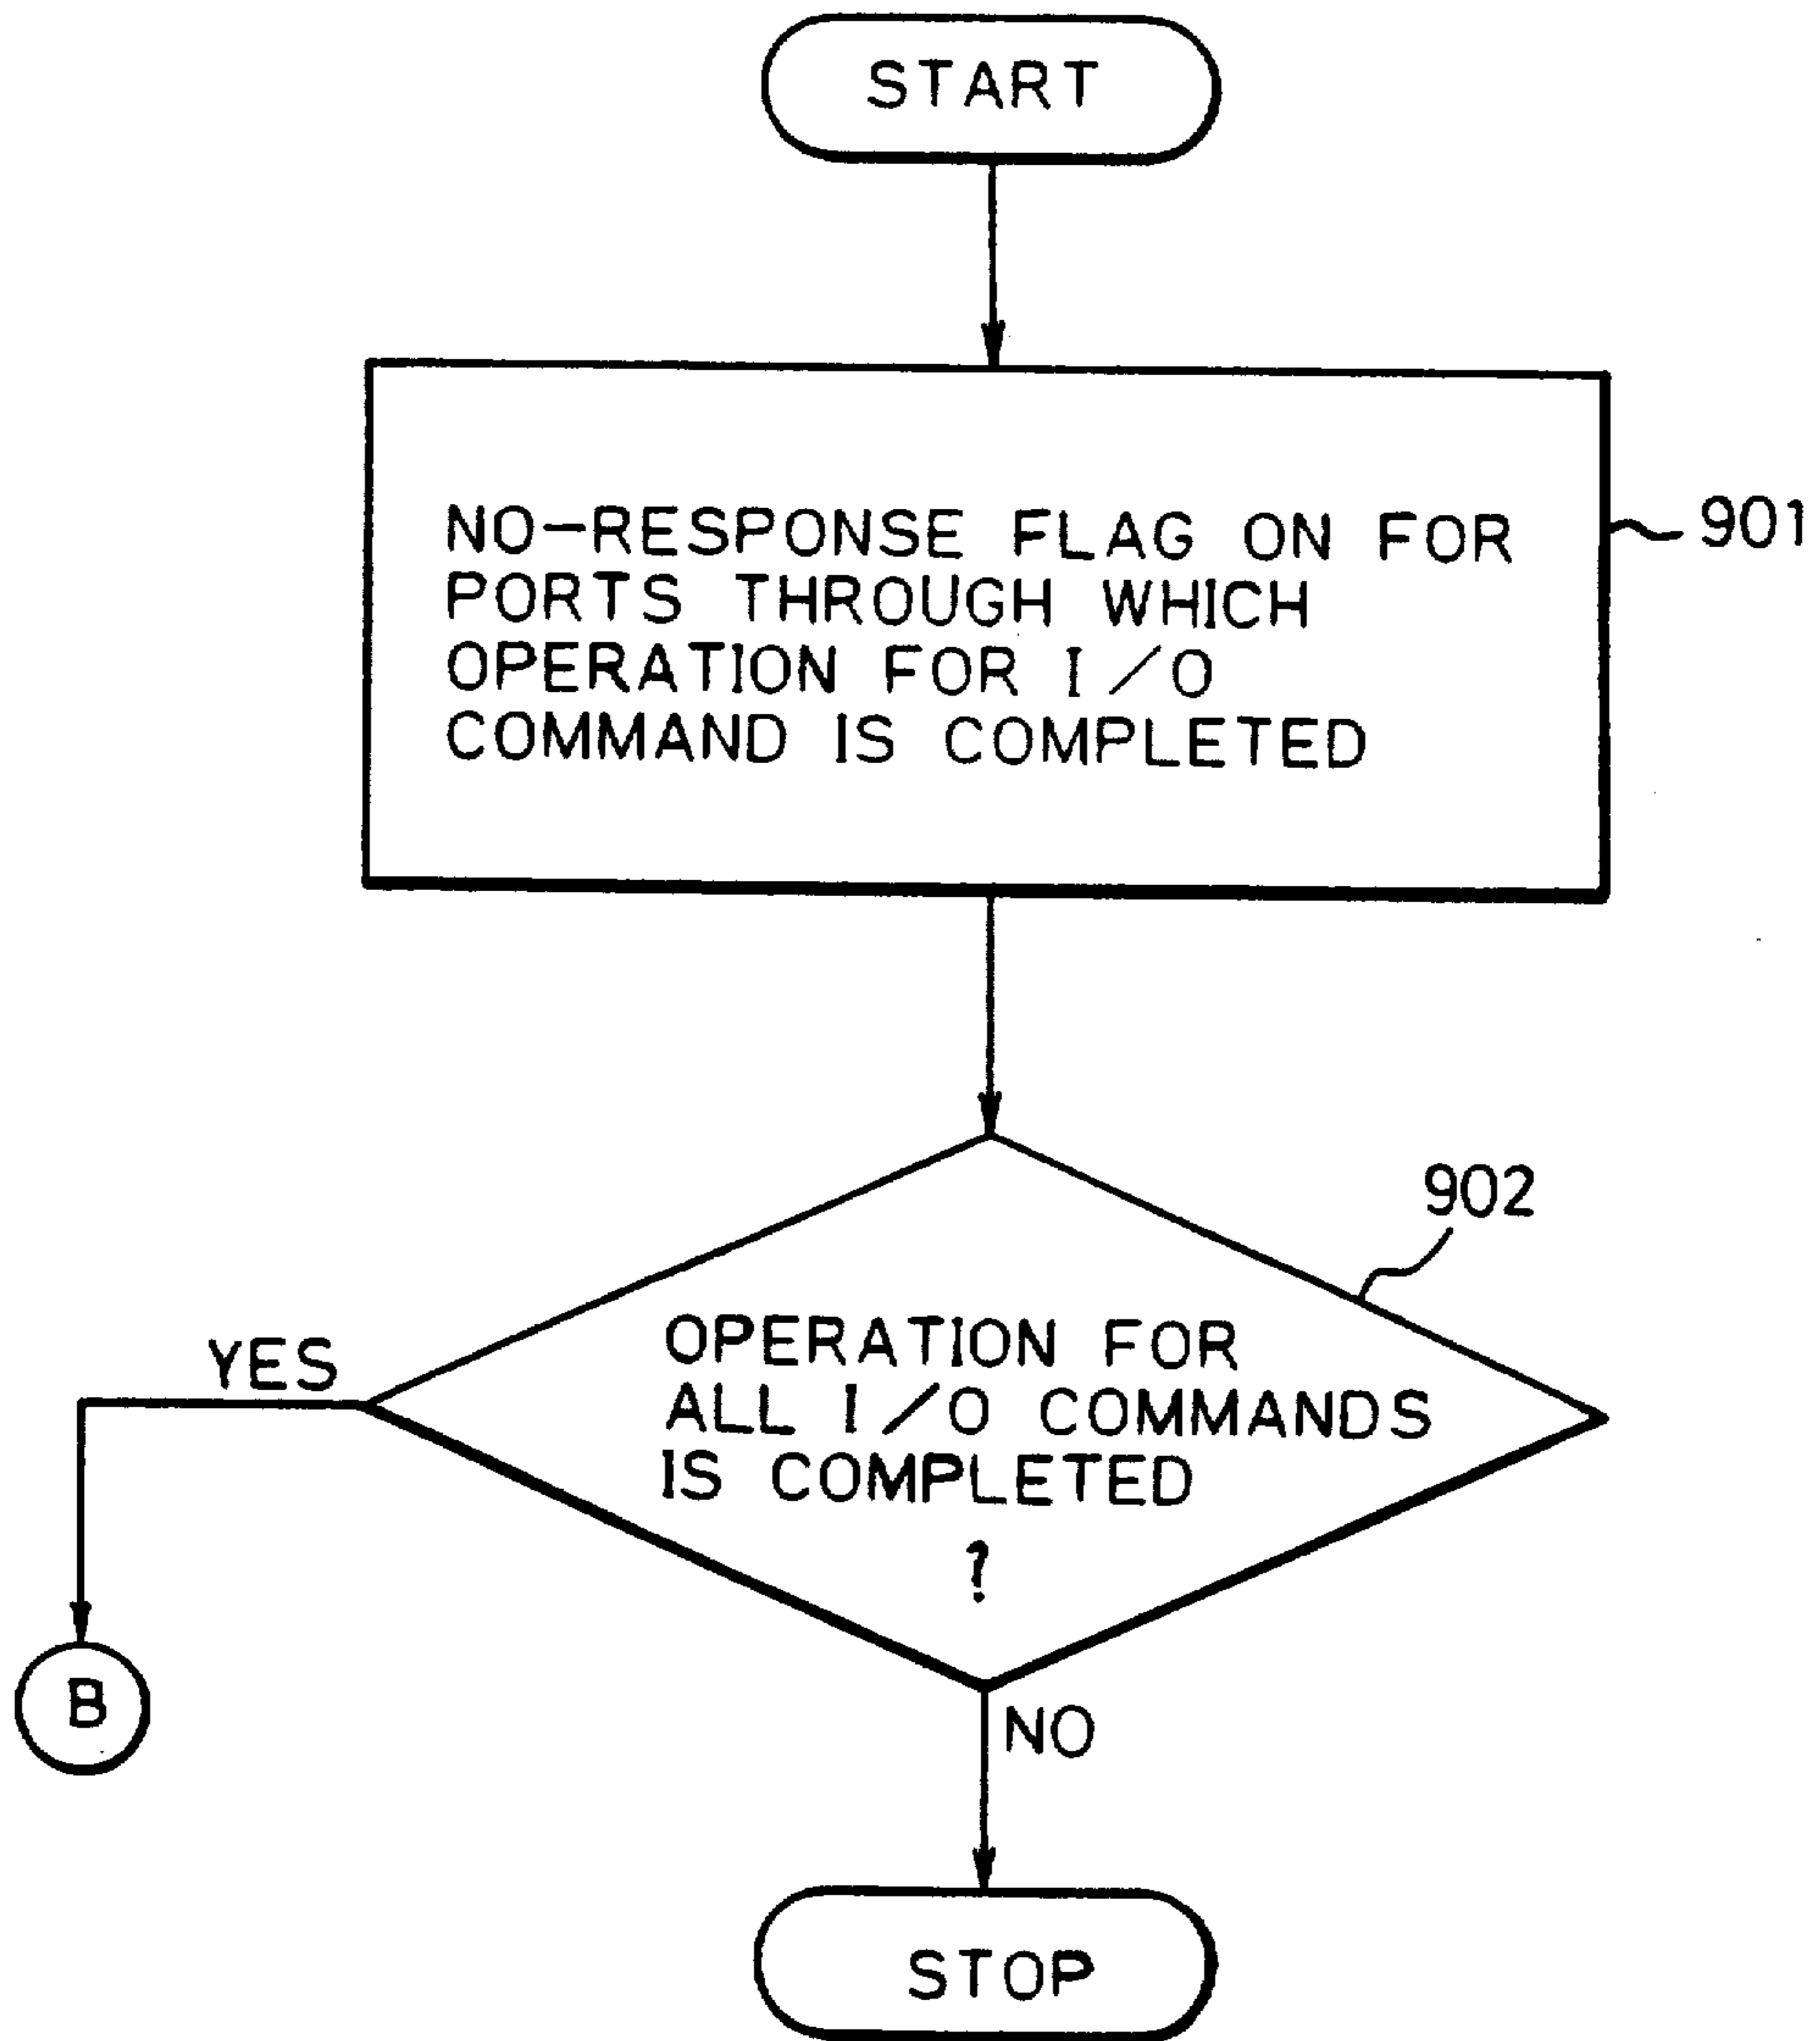 START
NO-RESPONSE FLAG ON FOR
PORTS THROUGH WHICH
OPERATION FOR I/O
COMMAND IS COMPLETED
901
902
OPERATION FOR
ALL I/O COMMANDS
IS COMPLETED
?
YES
B
NO
STOP